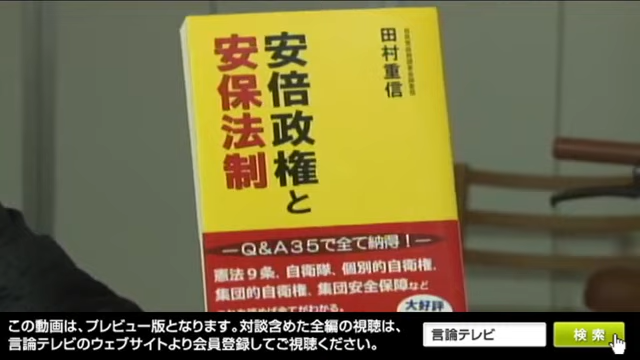 安倍政権と
安保法制
田村重信
ーQ&A35で全て納得!ー
憲法9条、自衛隊、個別的自衛権、
集団的自衛権、集団安全保障など
大好評
この動画は、プレビュー版となります。対談含めた全編の視聴は、
言論テレビのウェブサイトより会員登録してご視聴ください。
言論テレビ
検索